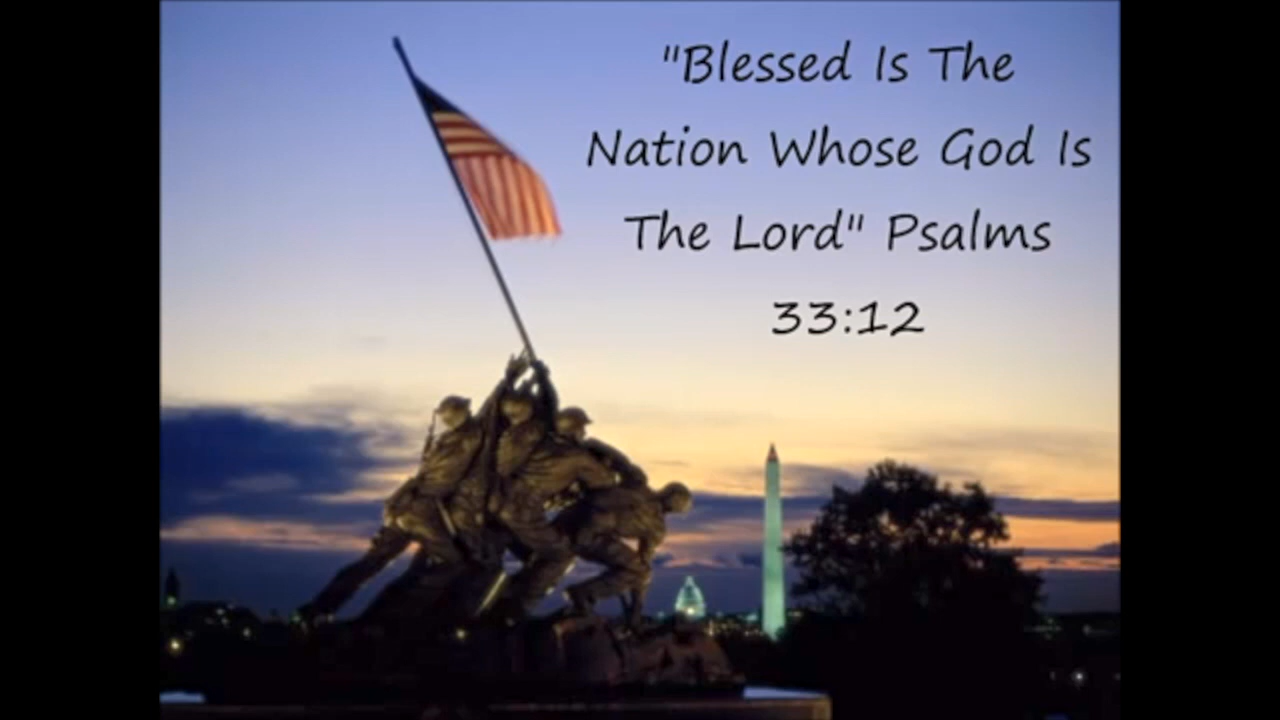 "Blessed Is The
Nation Whose God Is
The Lord" Psalms
33:12